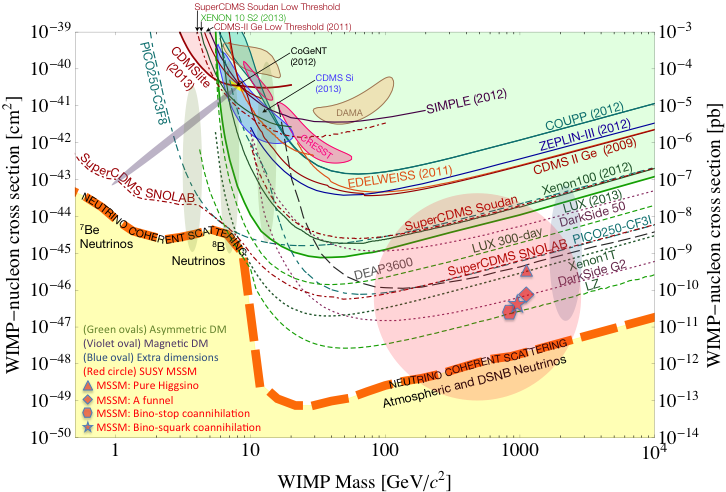 SuperCDMS Soudan Low Threshold
XENON 10 S2 (2013)
CDMS-II Ge Low Threshold (2011)
10⁻³⁹
10⁻⁴⁰
10⁻⁴¹
10⁻⁴²
10⁻⁴³
10⁻⁴⁴
10⁻⁴⁵
10⁻⁴⁶
10⁻⁴⁷
10⁻⁴⁸
10⁻⁴⁹
10⁻⁵⁰
WIMP−nucleon cross section [cm²]
10⁻³
10⁻⁴
10⁻⁵
10⁻⁶
10⁻⁷
10⁻⁸
10⁻⁹
10⁻¹⁰
10⁻¹¹
10⁻¹²
10⁻¹³
10⁻¹⁴
WIMP−nucleon cross section [pb]
PICO250-C3F8
CDMSlite
(2013)
CoGeNT
(2012)
CDMS Si
(2013)
DAMA
SIMPLE (2012)
CRESST
COUPP (2012)
ZEPLIN-III (2012)
CDMS II Ge (2009)
EDELWEISS (2011)
Xenon100 (2012)
SuperCDMS SNOLAB
SuperCDMS Soudan
LUX (2013)
DarkSide 50
NEUTRINO COHERENT SCATTERING
⁷Be
Neutrinos
⁸B
Neutrinos
LUX 300-day
PICO250-CF3I
SuperCDMS SNOLAB
DEAP3600
Xenon1T
DarkSide G2
LZ
(Green ovals) Asymmetric DM
(Violet oval) Magnetic DM
(Blue oval) Extra dimensions
(Red circle) SUSY MSSM
MSSM: Pure Higgsino
MSSM: A funnel
MSSM: Bino-stop coannihilation
MSSM: Bino-squark coannihilation
NEUTRINO COHERENT SCATTERING
Atmospheric and DSNB Neutrinos
1
10
100
1000
10⁴
WIMP Mass [GeV/c²]